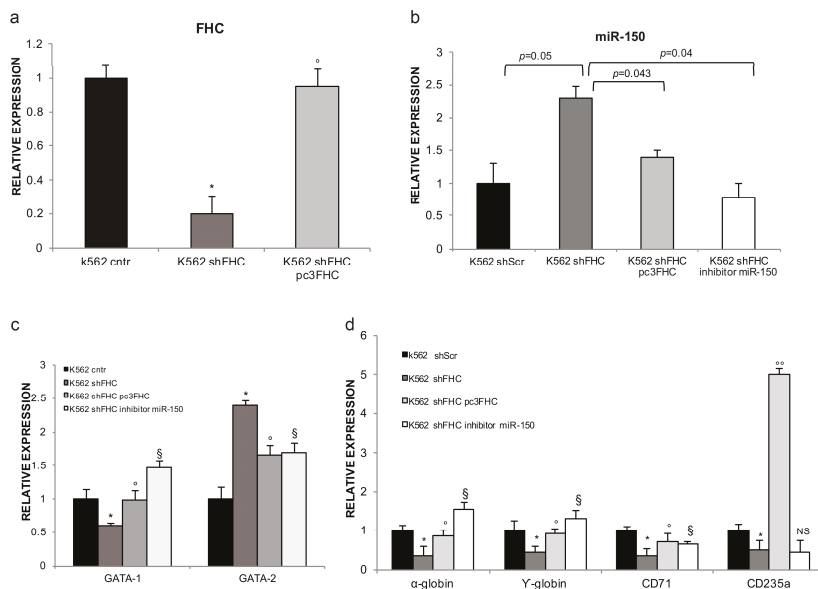 a
FHC
RELATIVE EXPRESSION
1.2
1
0.8
0.6
0.4
0.2
0
*
°
k562 cntr
K562 shFHC
K562 shFHC
pc3FHC
b
miR-150
RELATIVE EXPRESSION
3
2.5
2
1.5
1
0.5
0
p=0.05
p=0.04
p=0.043
K562 shScr
K562 shFHC
K562 shFHC
pc3FHC
K562 shFHC
inhibitor miR-150
c
RELATIVE EXPRESSION
3
2.5
2
1.5
1
0.5
0
K562 cntr
K562 shFHC
K562 shFHC pc3FHC
K562 shFHC inhibitor miR-150
*
°
§
*
°
§
GATA-1
GATA-2
d
RELATIVE EXPRESSION
6
5
4
3
2
1
0
k562 shScr
K562 shFHC
K562 shFHC pc3FHC
K562 shFHC inhibitor miR-150
*
°
§
*
°
§
*
°
§
*
°°
NS
α-globin
ϒ-globin
CD71
CD235a